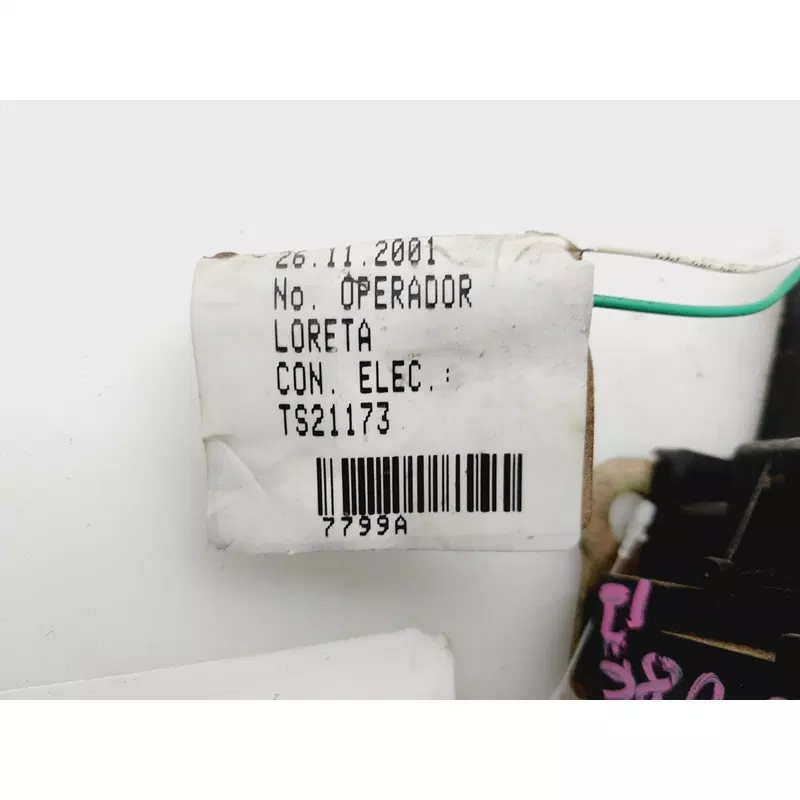 26.11.2001
No. OPERADOR
LORETA
CON. ELEC.:
TS21173
7799A